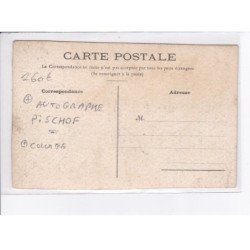 CARTE POSTALE
La Correspondance au recto n'est pas acceptée par tous les pays étrangers
(Se renseigner à la poste)
Correspondance
Adresse
260€
⊕ AUTOGRAPHE
PISCHOF
⊕
M